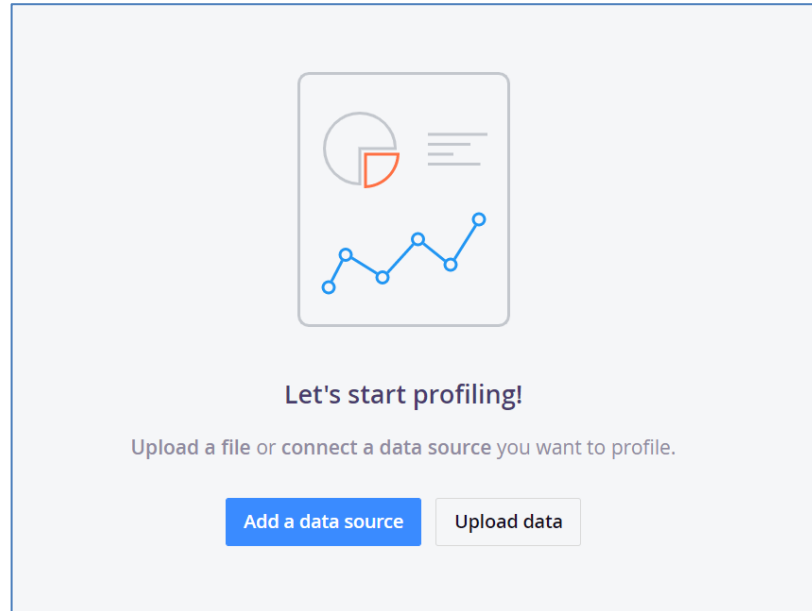 Let's start profiling!
Upload a file or connect a data source you want to profile.
Add a data source
Upload data